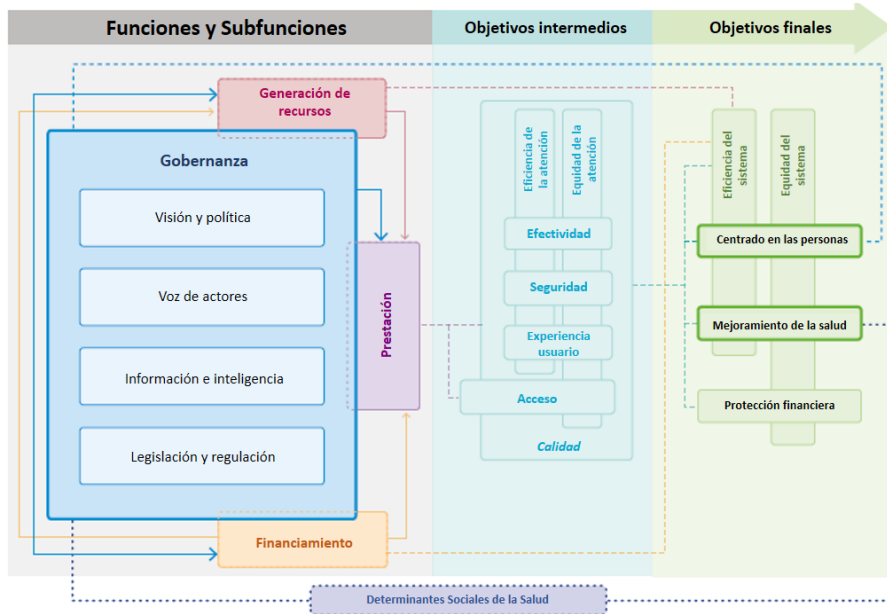 Funciones y Subfunciones
Objetivos intermedios
Objetivos finales
Generación de
recursos
Gobernanza
Visión y política
Voz de actores
Información e inteligencia
Legislación y regulación
Prestación
Financiamiento
Eficiencia de
la atención
Equidad de la
atención
Efectividad
Seguridad
Experiencia
usuario
Acceso
Calidad
Eficiencia del
sistema
Equidad del
sistema
Centrado en las personas
Mejoramiento de la salud
Protección financiera
Determinantes Sociales de la Salud